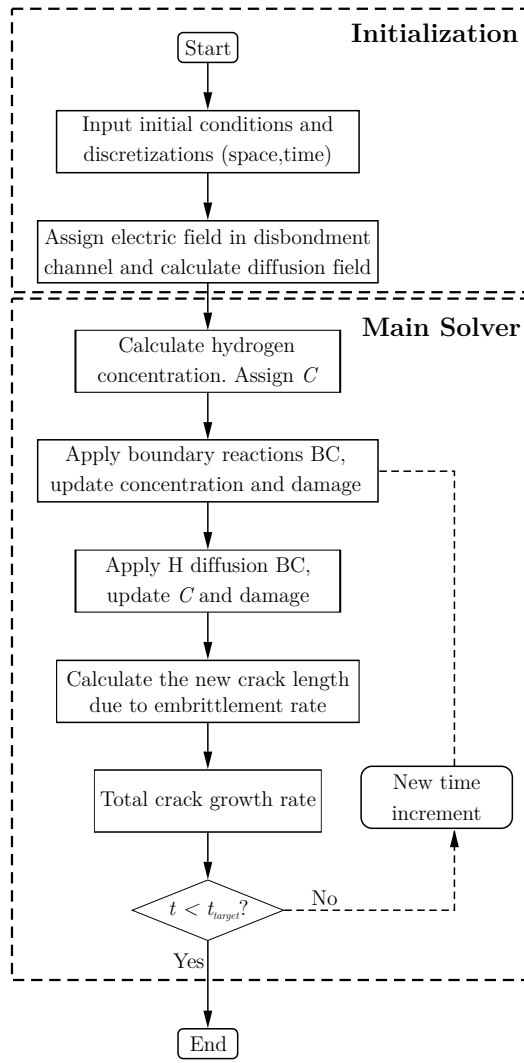 Initialization
Start
Input initial conditions and
discretizations (space,time)
Assign electric field in disbondment
channel and calculate diffusion field
Main Solver
Calculate hydrogen
concentration. Assign C
Apply boundary reactions BC,
update concentration and damage
Apply H diffusion BC,
update C and damage
Calculate the new crack length
due to embrittlement rate
Total crack growth rate
New time
increment
t < t_target?
No
Yes
End